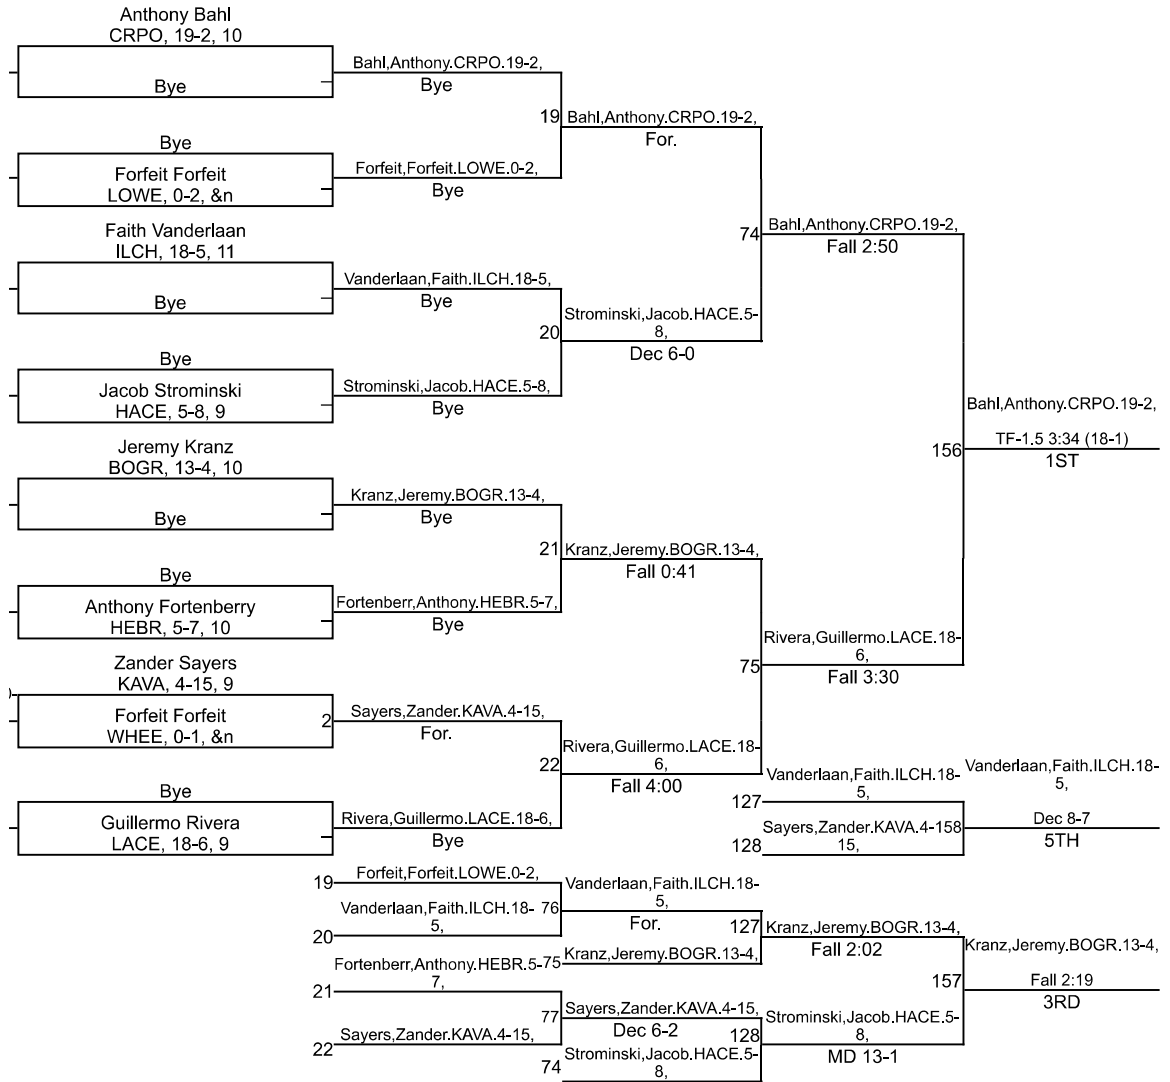 Anthony Bahl
CRPO, 19-2, 10
Bye
Bahl,Anthony.CRPO.19-2,
Bye
19
Bahl,Anthony.CRPO.19-2,
For.
Bye
Forfeit Forfeit
LOWE, 0-2, &n
Forfeit,Forfeit.LOWE.0-2,
Bye
74
Bahl,Anthony.CRPO.19-2,
Fall 2:50
Faith Vanderlaan
ILCH, 18-5, 11
Bye
Vanderlaan,Faith.ILCH.18-5,
Bye
20
Strominski,Jacob.HACE.5-
8,
Dec 6-0
Bye
Jacob Strominski
HACE, 5-8, 9
Strominski,Jacob.HACE.5-8,
Bye
156
Bahl,Anthony.CRPO.19-2,
TF-1.5 3:34 (18-1)
1ST
Jeremy Kranz
BOGR, 13-4, 10
Bye
Kranz,Jeremy.BOGR.13-4,
Bye
21
Kranz,Jeremy.BOGR.13-4,
Fall 0:41
Bye
Anthony Fortenberry
HEBR, 5-7, 10
Fortenberr,Anthony.HEBR.5-7,
Bye
75
Rivera,Guillermo.LACE.18-
6,
Fall 3:30
Zander Sayers
KAVA, 4-15, 9
Forfeit Forfeit
WHEE, 0-1, &n
2
Sayers,Zander.KAVA.4-15,
For.
22
Rivera,Guillermo.LACE.18-
6,
Fall 4:00
Bye
Guillermo Rivera
LACE, 18-6, 9
Rivera,Guillermo.LACE.18-6,
Bye
127
Vanderlaan,Faith.ILCH.18-
5,
128
Sayers,Zander.KAVA.4-158
15,
Vanderlaan,Faith.ILCH.18-
5,
Dec 8-7
5TH
19
Forfeit,Forfeit.LOWE.0-2,
20
Vanderlaan,Faith.ILCH.18-
5,
76
Vanderlaan,Faith.ILCH.18-
5,
For.
75
Kranz,Jeremy.BOGR.13-4,
127
Kranz,Jeremy.BOGR.13-4,
Fall 2:02
21
Fortenberr,Anthony.HEBR.5-
7,
22
Sayers,Zander.KAVA.4-15,
77
Sayers,Zander.KAVA.4-15,
Dec 6-2
74
Strominski,Jacob.HACE.5-
8,
128
Strominski,Jacob.HACE.5-
8,
MD 13-1
157
Kranz,Jeremy.BOGR.13-4,
Fall 2:19
3RD